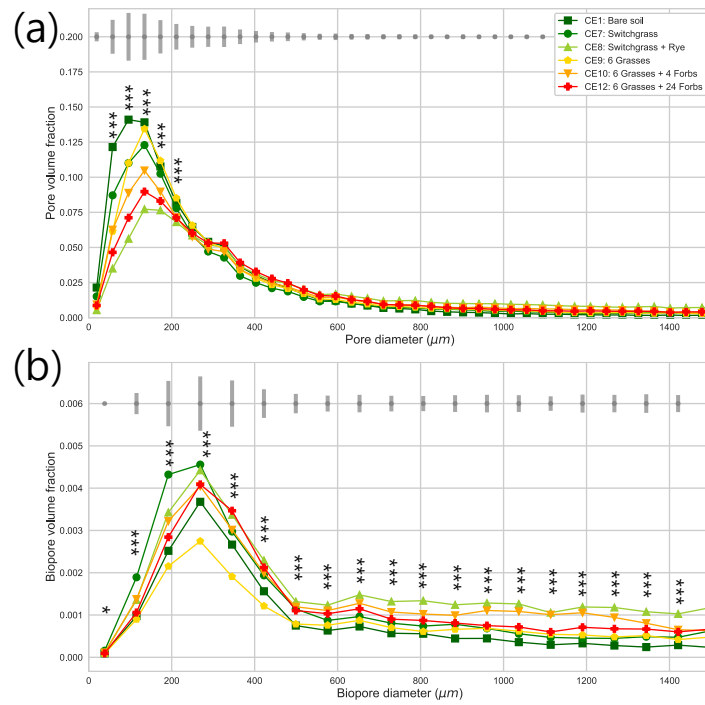 (a)
0.200
0.175
0.150
0.125
0.100
0.075
0.050
0.025
0.000
Pore volume fraction
CE1: Bare soil
CE7: Switchgrass
CE8: Switchgrass + Rye
CE9: 6 Grasses
CE10: 6 Grasses + 4 Forbs
CE12: 6 Grasses + 24 Forbs
*** *** *** *** ***
0 200 400 600 800 1000 1200 1400
Pore diameter (μm)
(b)
0.006
0.005
0.004
0.003
0.002
0.001
0.000
Biopore volume fraction
* *** *** *** *** *** *** *** *** *** *** *** *** *** *** *** *** ***
0 200 400 600 800 1000 1200 1400
Biopore diameter (μm)